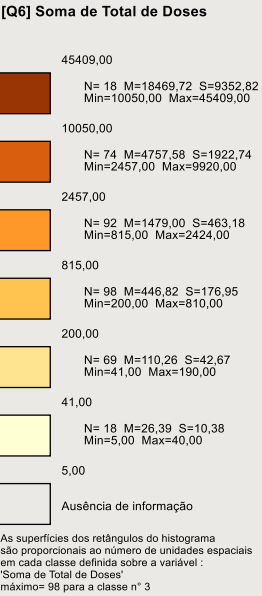 [Q6] Soma de Total de Doses
45409,00
N= 18 M=18469,72 S=9352,82
Min=10050,00 Max=45409,00
10050,00
N= 74 M=4757,58 S=1922,74
Min=2457,00 Max=9920,00
2457,00
N= 92 M=1479,00 S=463,18
Min=815,00 Max=2424,00
815,00
N= 98 M=446,82 S=176,95
Min=200,00 Max=810,00
200,00
N= 69 M=110,26 S=42,67
Min=41,00 Max=190,00
41,00
N= 18 M=26,39 S=10,38
Min=5,00 Max=40,00
5,00
Ausência de informação
As superfícies dos retângulos do histograma
são proporcionais ao número de unidades espaciais
em cada classe definida sobre a variável :
'Soma de Total de Doses'
máximo= 98 para a classe n° 3